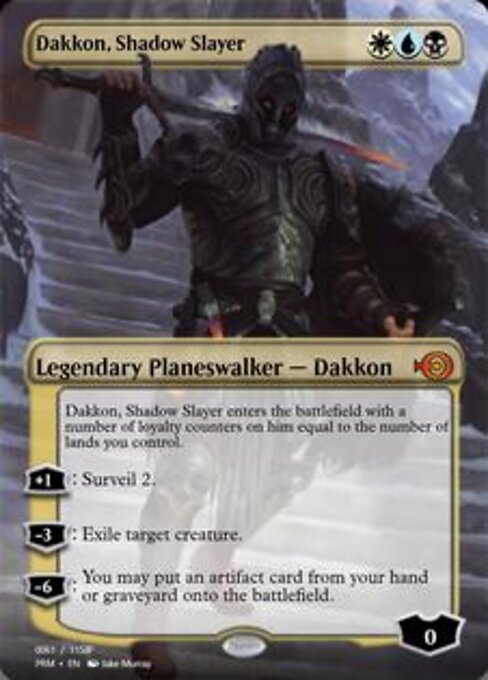 Dakkon, Shadow Slayer
Legendary Planeswalker — Dakkon
Dakkon, Shadow Slayer enters the battlefield with a
number of loyalty counters on him equal to the number of
lands you control.
+1 : Surveil 2.
-3 : Exile target creature.
-6 : You may put an artifact card from your hand
or graveyard onto the battlefield.
0
PRM • EN Jake Murray